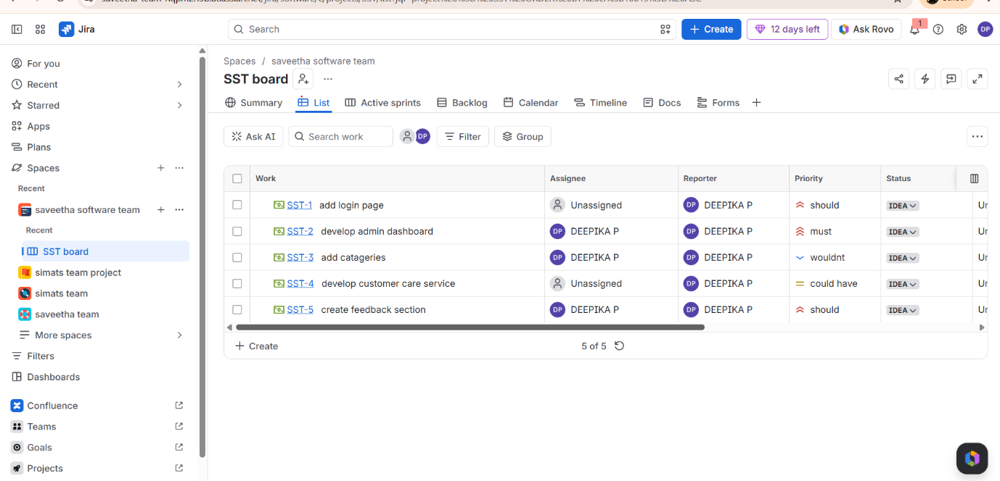 Jira
Search
Create
12 days left
Ask Rovo
1
DP
For you
Recent
Starred
Apps
Plans
Spaces
Recent
saveetha software team
Recent
SST board
simats team project
simats team
saveetha team
More spaces
Filters
Dashboards
Confluence
Teams
Goals
Projects
Spaces / saveetha software team
SST board
Summary List Active sprints Backlog Calendar Timeline Docs Forms
Ask AI Search work DP Filter Group
Work Assignee Reporter Priority Status
SST-1 add login page Unassigned DP DEEPIKA P should IDEA Ur
SST-2 develop admin dashboard DP DEEPIKA P DP DEEPIKA P must IDEA Ur
SST-3 add catageries DP DEEPIKA P DP DEEPIKA P wouldnt IDEA Ur
SST-4 develop customer care service Unassigned DP DEEPIKA P could have IDEA Ur
SST-5 create feedback section DP DEEPIKA P DP DEEPIKA P should IDEA Ur
Create 5 of 5